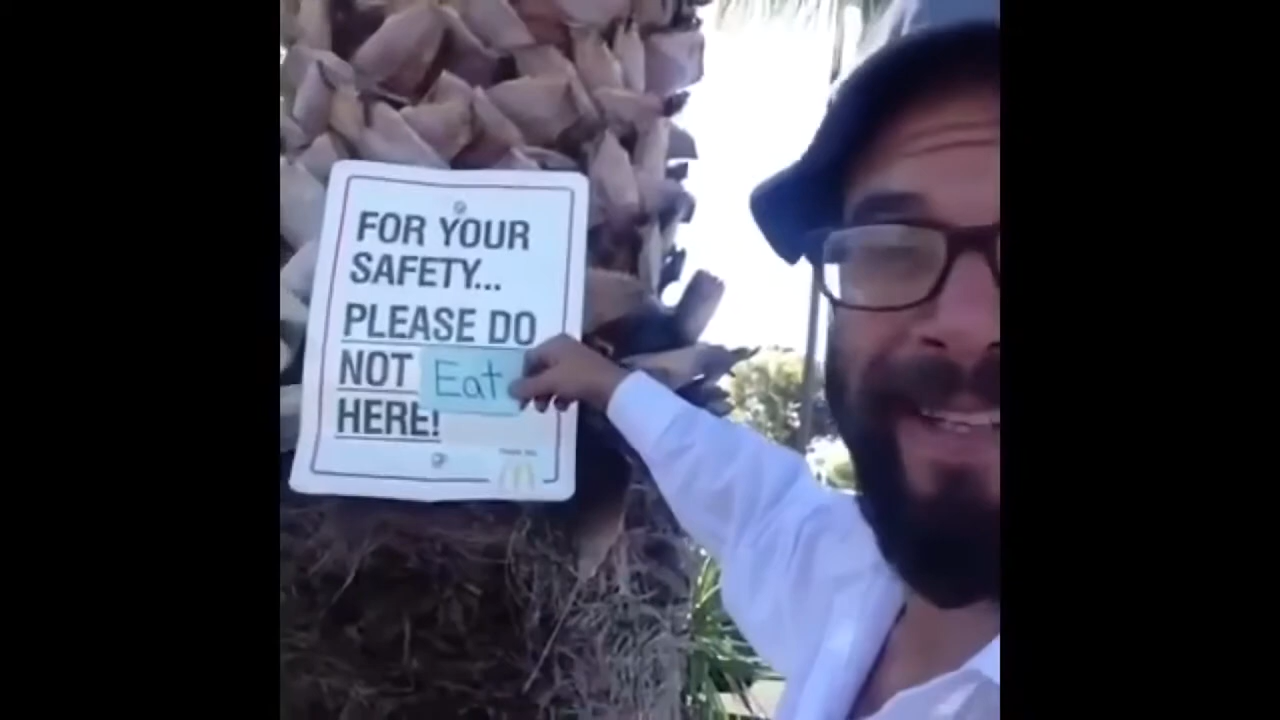 FOR YOUR
SAFETY...
PLEASE DO
NOT Eat
HERE!